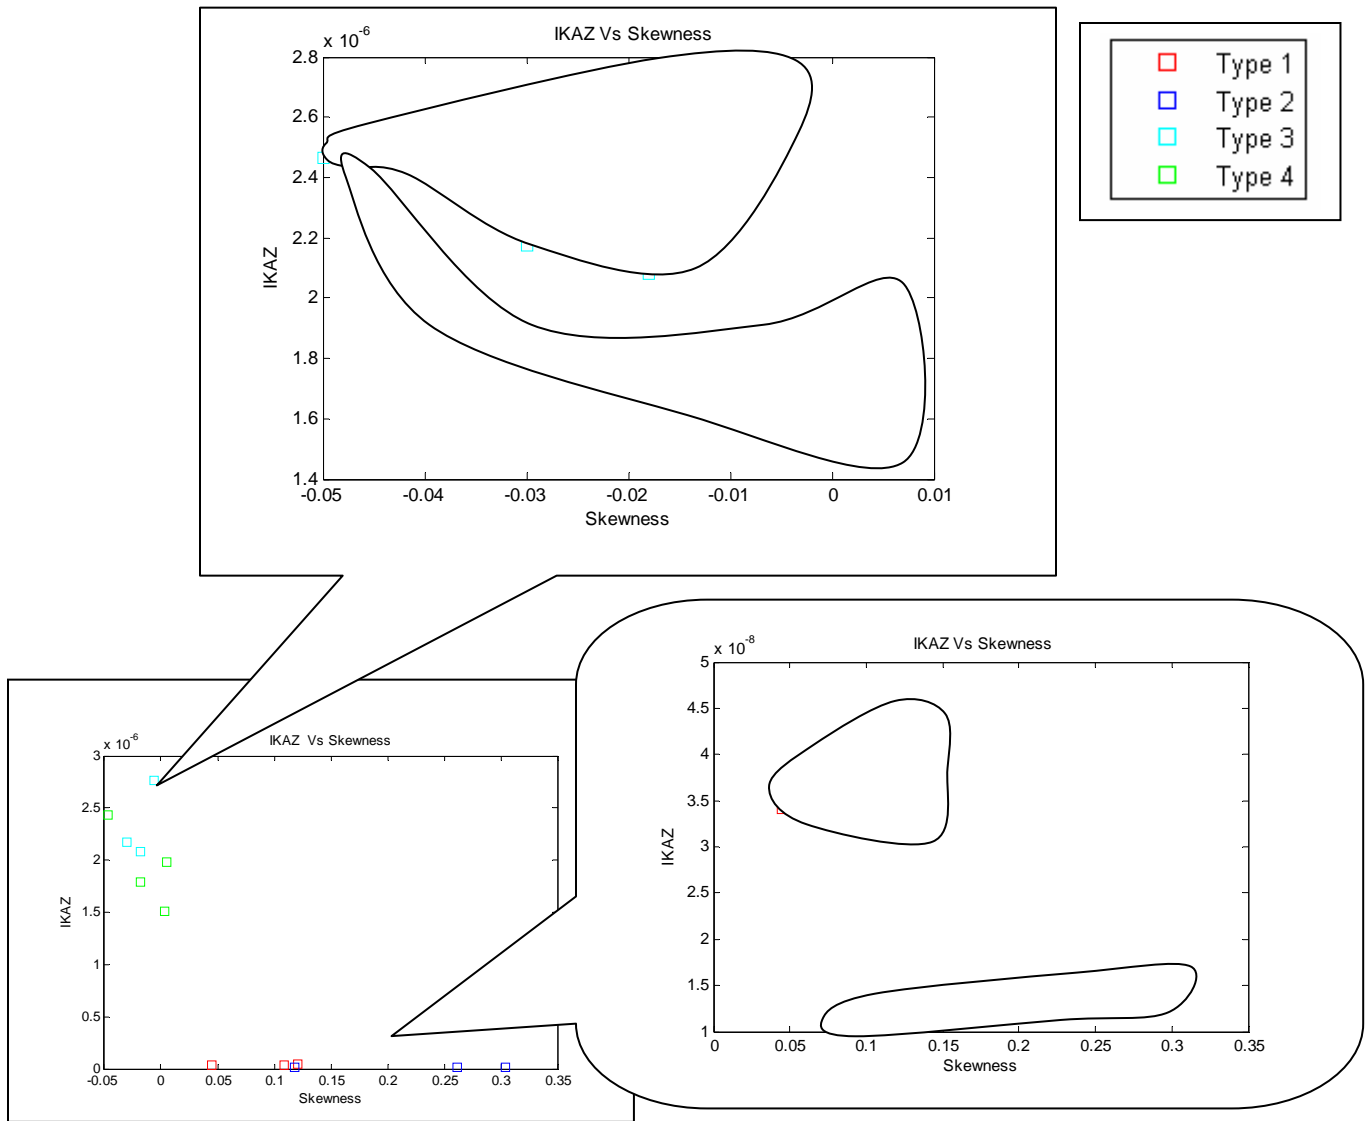 IKAZ Vs Skewness
x 10-6
2.8
2.6
2.4
2.2
2
1.8
1.6
1.4
IKAZ
-0.05 -0.04 -0.03 -0.02 -0.01 0 0.01
Skewness
Type 1
Type 2
Type 3
Type 4
IKAZ Vs Skewness
x 10-6
3
2.5
2
1.5
1
0.5
0
IKAZ
-0.05 0 0.05 0.1 0.15 0.2 0.25 0.3 0.35
Skewness
IKAZ Vs Skewness
x 10-8
5
4.5
4
3.5
3
2.5
2
1.5
1
IKAZ
0 0.05 0.1 0.15 0.2 0.25 0.3 0.35
Skewness